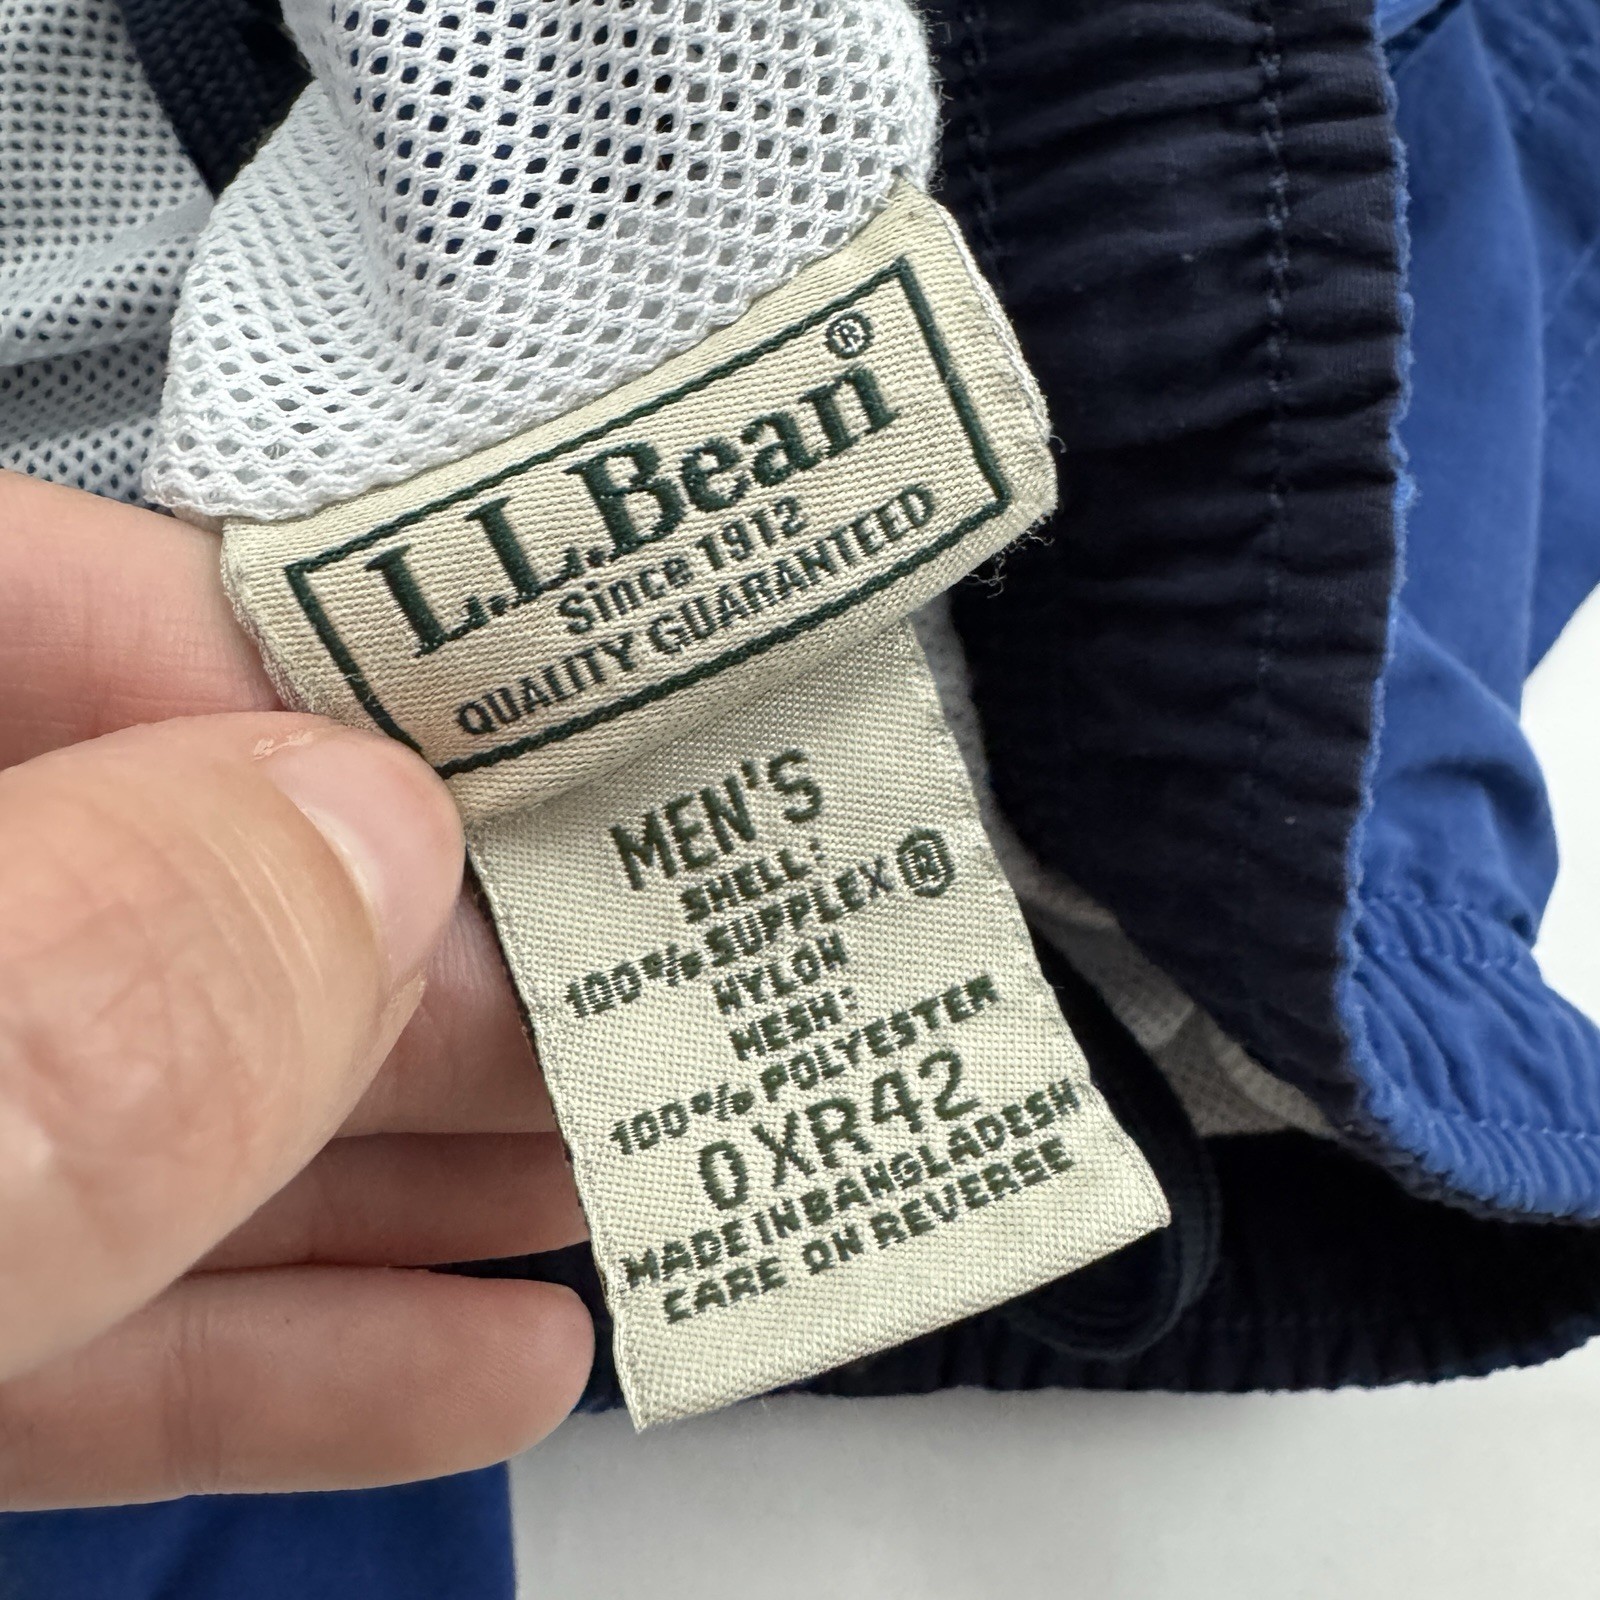 L.L.Bean®
Since 1912
QUALITY GUARANTEED
MEN'S
SHELL:
100% SUPPLEX®
NYLON
MESH:
100% POLYESTER
0XR42
MADE IN BANGLADESH
CARE ON REVERSE